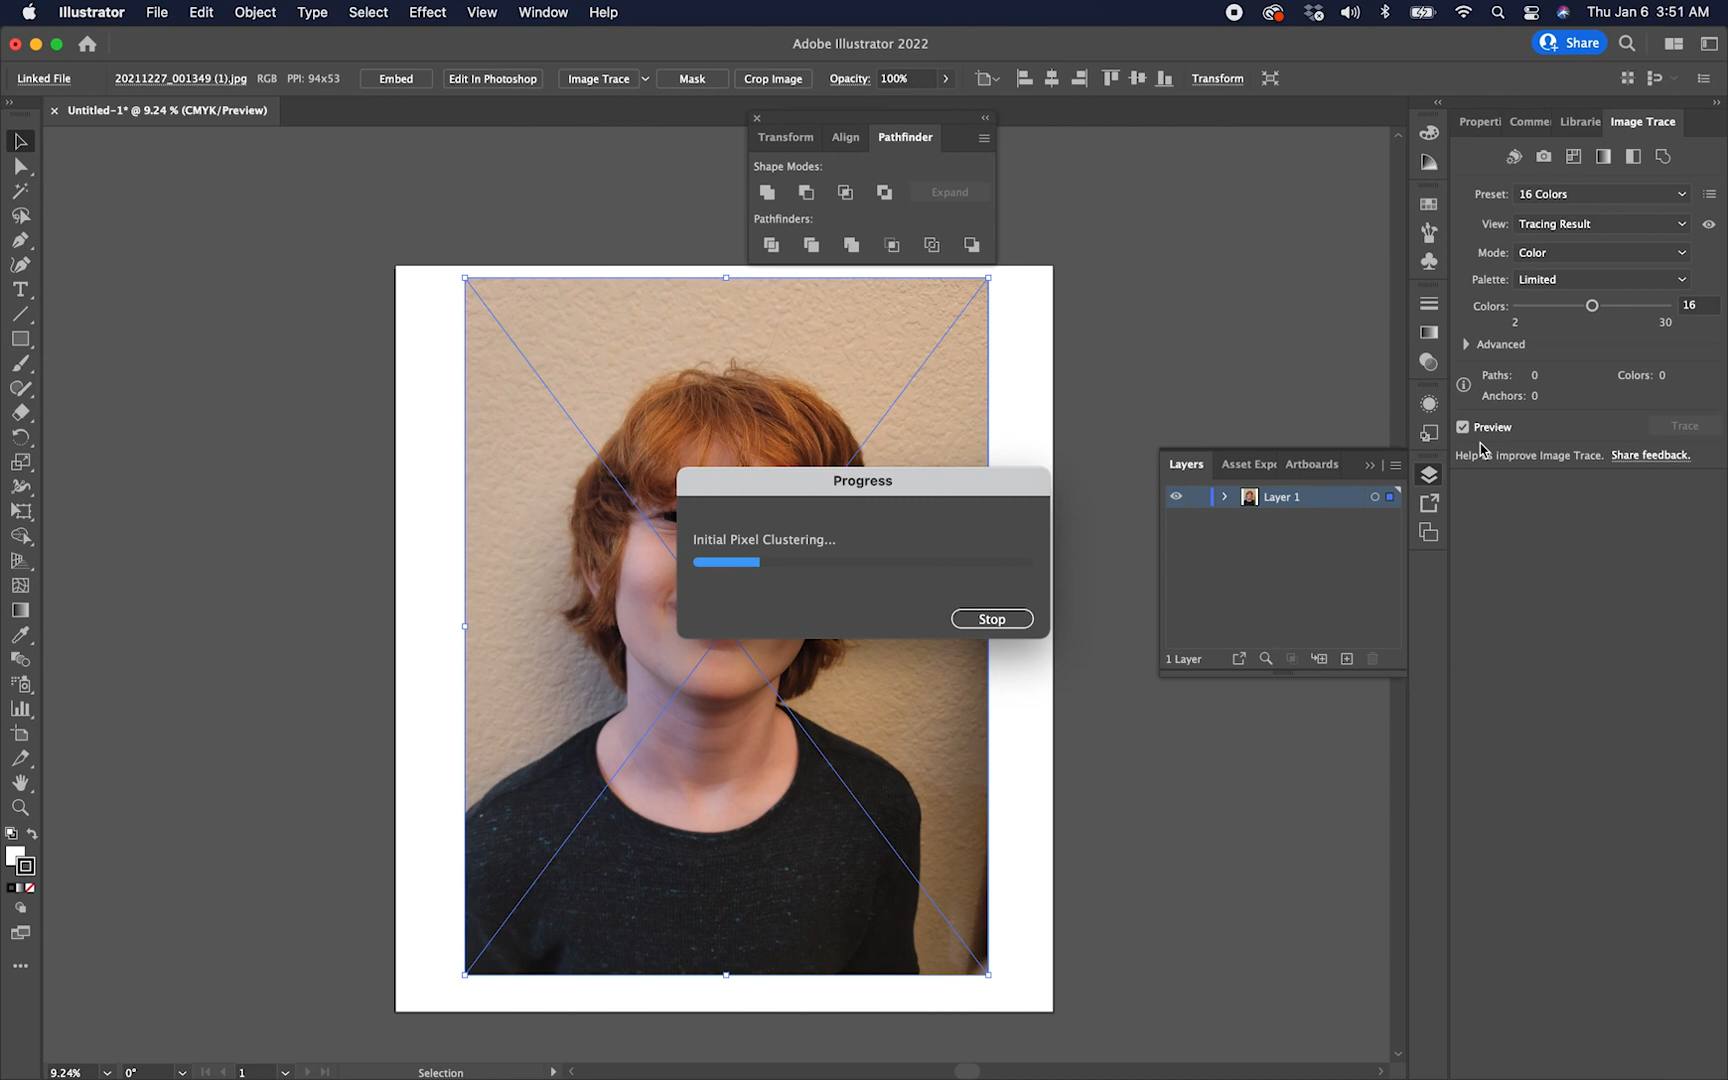 Illustrator File Edit Object Type Select Effect View Window Help Thu Jan 6 3:51 AM
Adobe Illustrator 2022 Share
Linked File 20211227_001349 (1).jpg RGB PPI: 94x53 Embed Edit In Photoshop Image Trace Mask Crop Image Opacity: 100% Transform
Untitled-1* @ 9.24 % (CMYK/Preview)
Transform Align Pathfinder
Shape Modes:
Expand
Pathfinders:
Properti Comme Librarie Image Trace
Preset: 16 Colors
View: Tracing Result
Mode: Color
Palette: Limited
Colors: 16
2 30
Advanced
Paths: 0 Colors: 0
Anchors: 0
Preview Trace
Help us improve Image Trace. Share feedback.
Layers Asset Expo Artboards
Layer 1
1 Layer
Progress
Initial Pixel Clustering...
Stop
9.24% 0° 1 Selection